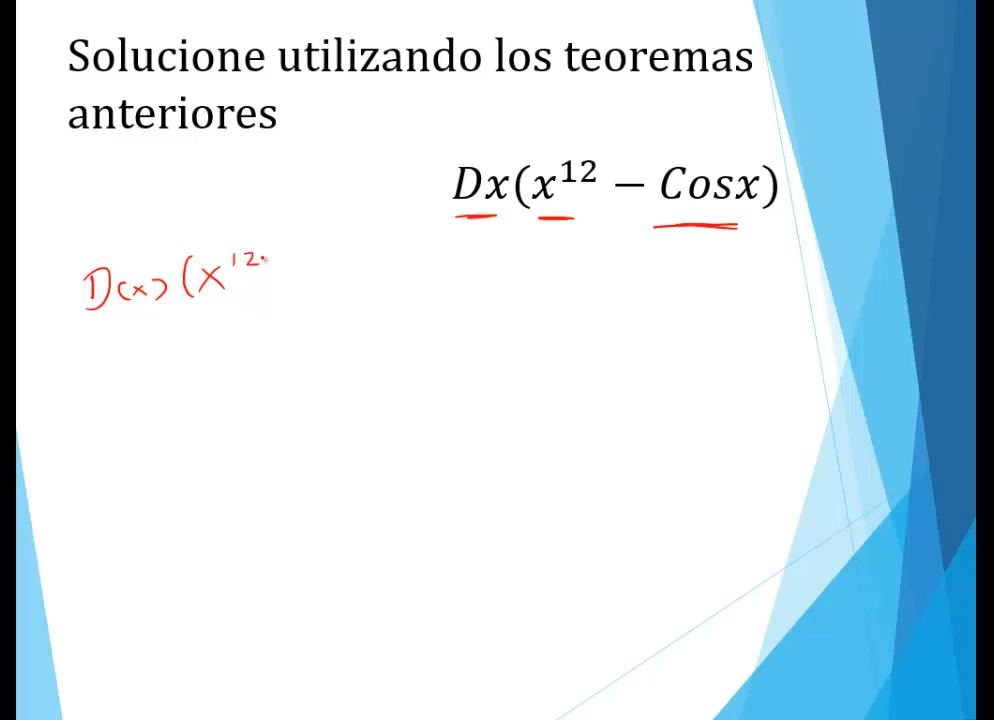 Solucione utilizando los teoremas
anteriores
Dx(x¹² − Cosx)
D(x) (x¹²